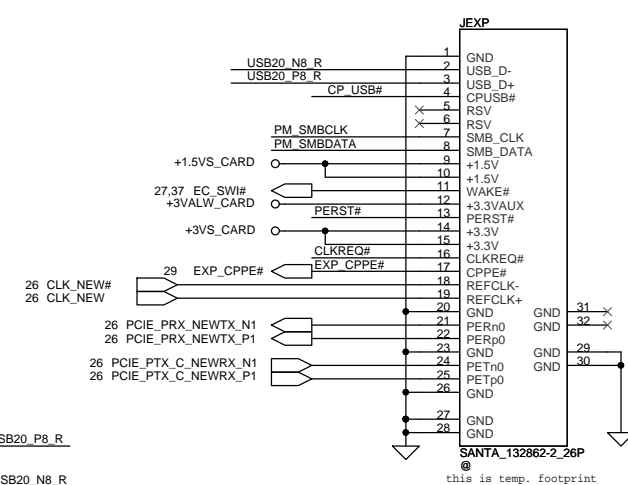 JEXP
1 GND
USB20_N8_R 2 USB_D-
USB20_P8_R 3 USB_D+
CP_USB# 4 CPUSB#
5 RSV
6 RSV
PM_SMBCLK 7 SMB_CLK
PM_SMBDATA 8 SMB_DATA
+1.5VS_CARD 9 +1.5V
10 +1.5V
27,37 EC_SWI# 11 WAKE#
+3VALW_CARD 12 +3.3VAUX
PERST# 13 PERST#
+3VS_CARD 14 +3.3V
15 +3.3V
CLKREQ# 16 CLKREQ#
29 EXP_CPPE# EXP_CPPE# 17 CPPE#
26 CLK_NEW# 18 REFCLK-
26 CLK_NEW 19 REFCLK+
20 GND GND 31
26 PCIE_PRX_NEWTX_N1 21 PERn0 GND 32
26 PCIE_PRX_NEWTX_P1 22 PERp0
23 GND GND 29
26 PCIE_PTX_C_NEWRX_N1 24 PETn0 GND 30
26 PCIE_PTX_C_NEWRX_P1 25 PETp0
26 GND
27 GND
28 GND
SB20_P8_R
SANTA_132862-2_26P
@
SB20_N8_R
this is temp. footprint